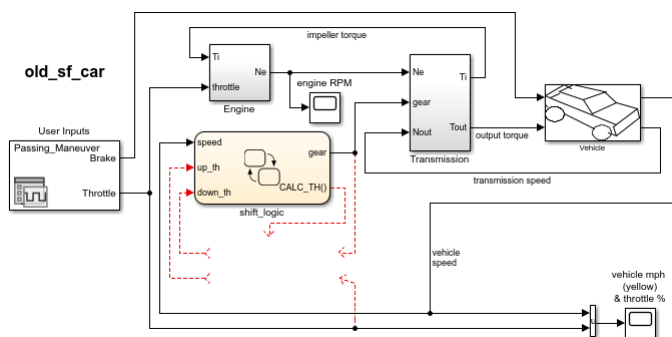 impeller torque
old_sf_car
Ti
Ne
throttle
Engine
engine RPM
Ne
Ti
gear
Nout
Tout
Transmission
output torque
Vehicle
transmission speed
User Inputs
Passing_Maneuver
Brake
Throttle
speed
up_th
down_th
gear
CALC_TH()
shift_logic
vehicle
speed
vehicle mph
(yellow)
& throttle %